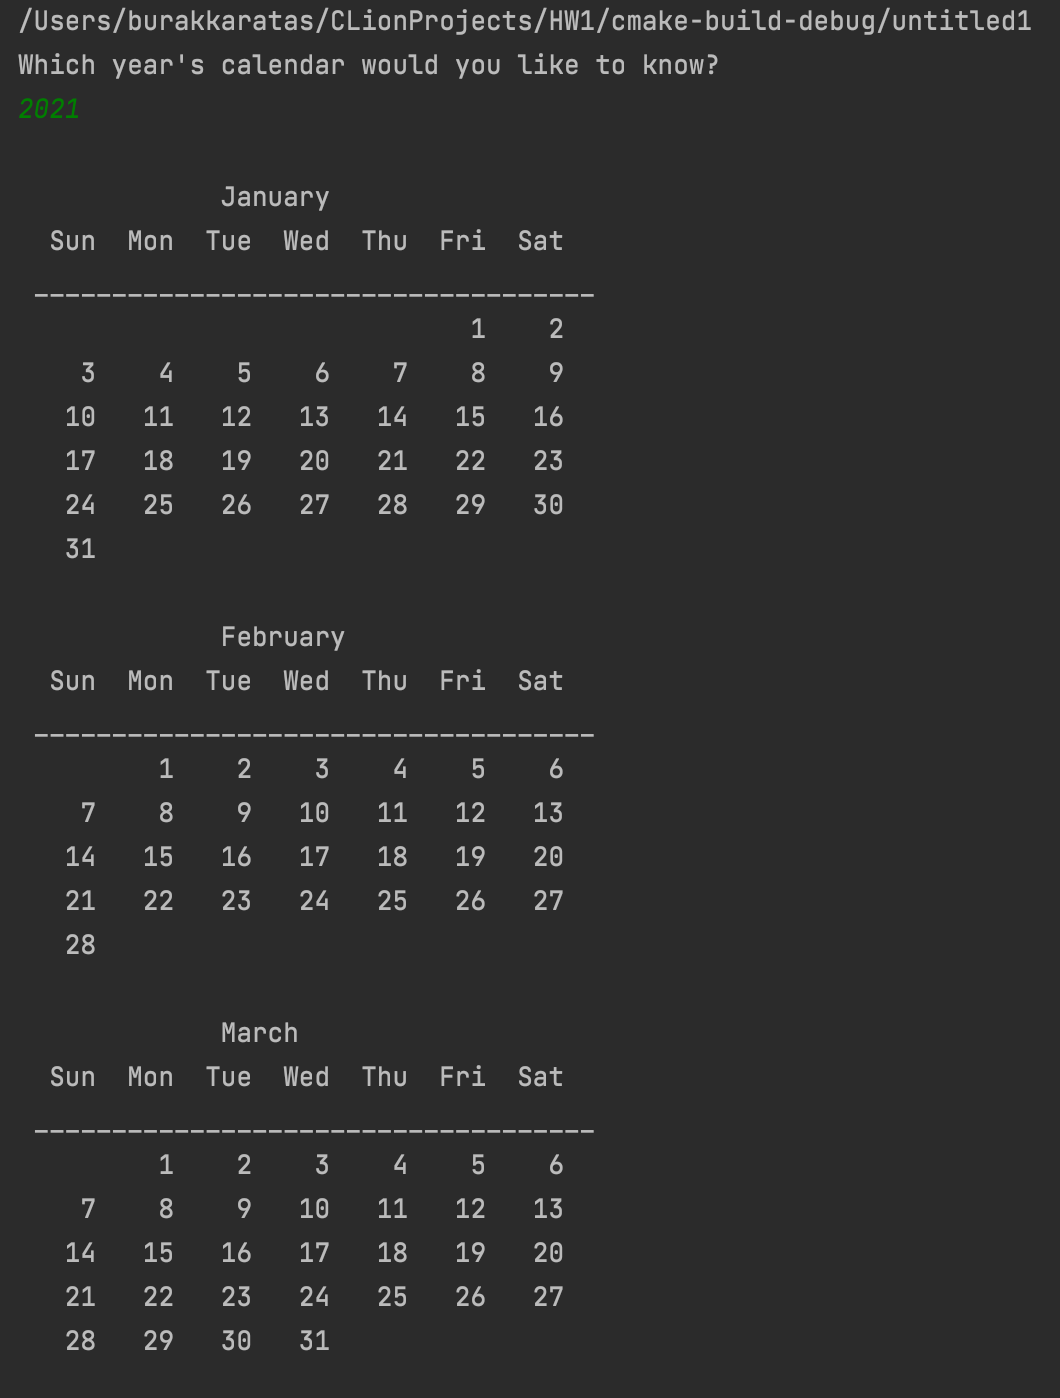 /Users/burakkaratas/CLionProjects/HW1/cmake-build-debug/untitled1
Which year's calendar would you like to know?
2021

             January
  Sun  Mon  Tue  Wed  Thu  Fri  Sat
 ____________________________________
                             1    2
    3    4    5    6    7    8    9
   10   11   12   13   14   15   16
   17   18   19   20   21   22   23
   24   25   26   27   28   29   30
   31

             February
  Sun  Mon  Tue  Wed  Thu  Fri  Sat
 ____________________________________
         1    2    3    4    5    6
    7    8    9   10   11   12   13
   14   15   16   17   18   19   20
   21   22   23   24   25   26   27
   28

             March
  Sun  Mon  Tue  Wed  Thu  Fri  Sat
 ____________________________________
         1    2    3    4    5    6
    7    8    9   10   11   12   13
   14   15   16   17   18   19   20
   21   22   23   24   25   26   27
   28   29   30   31